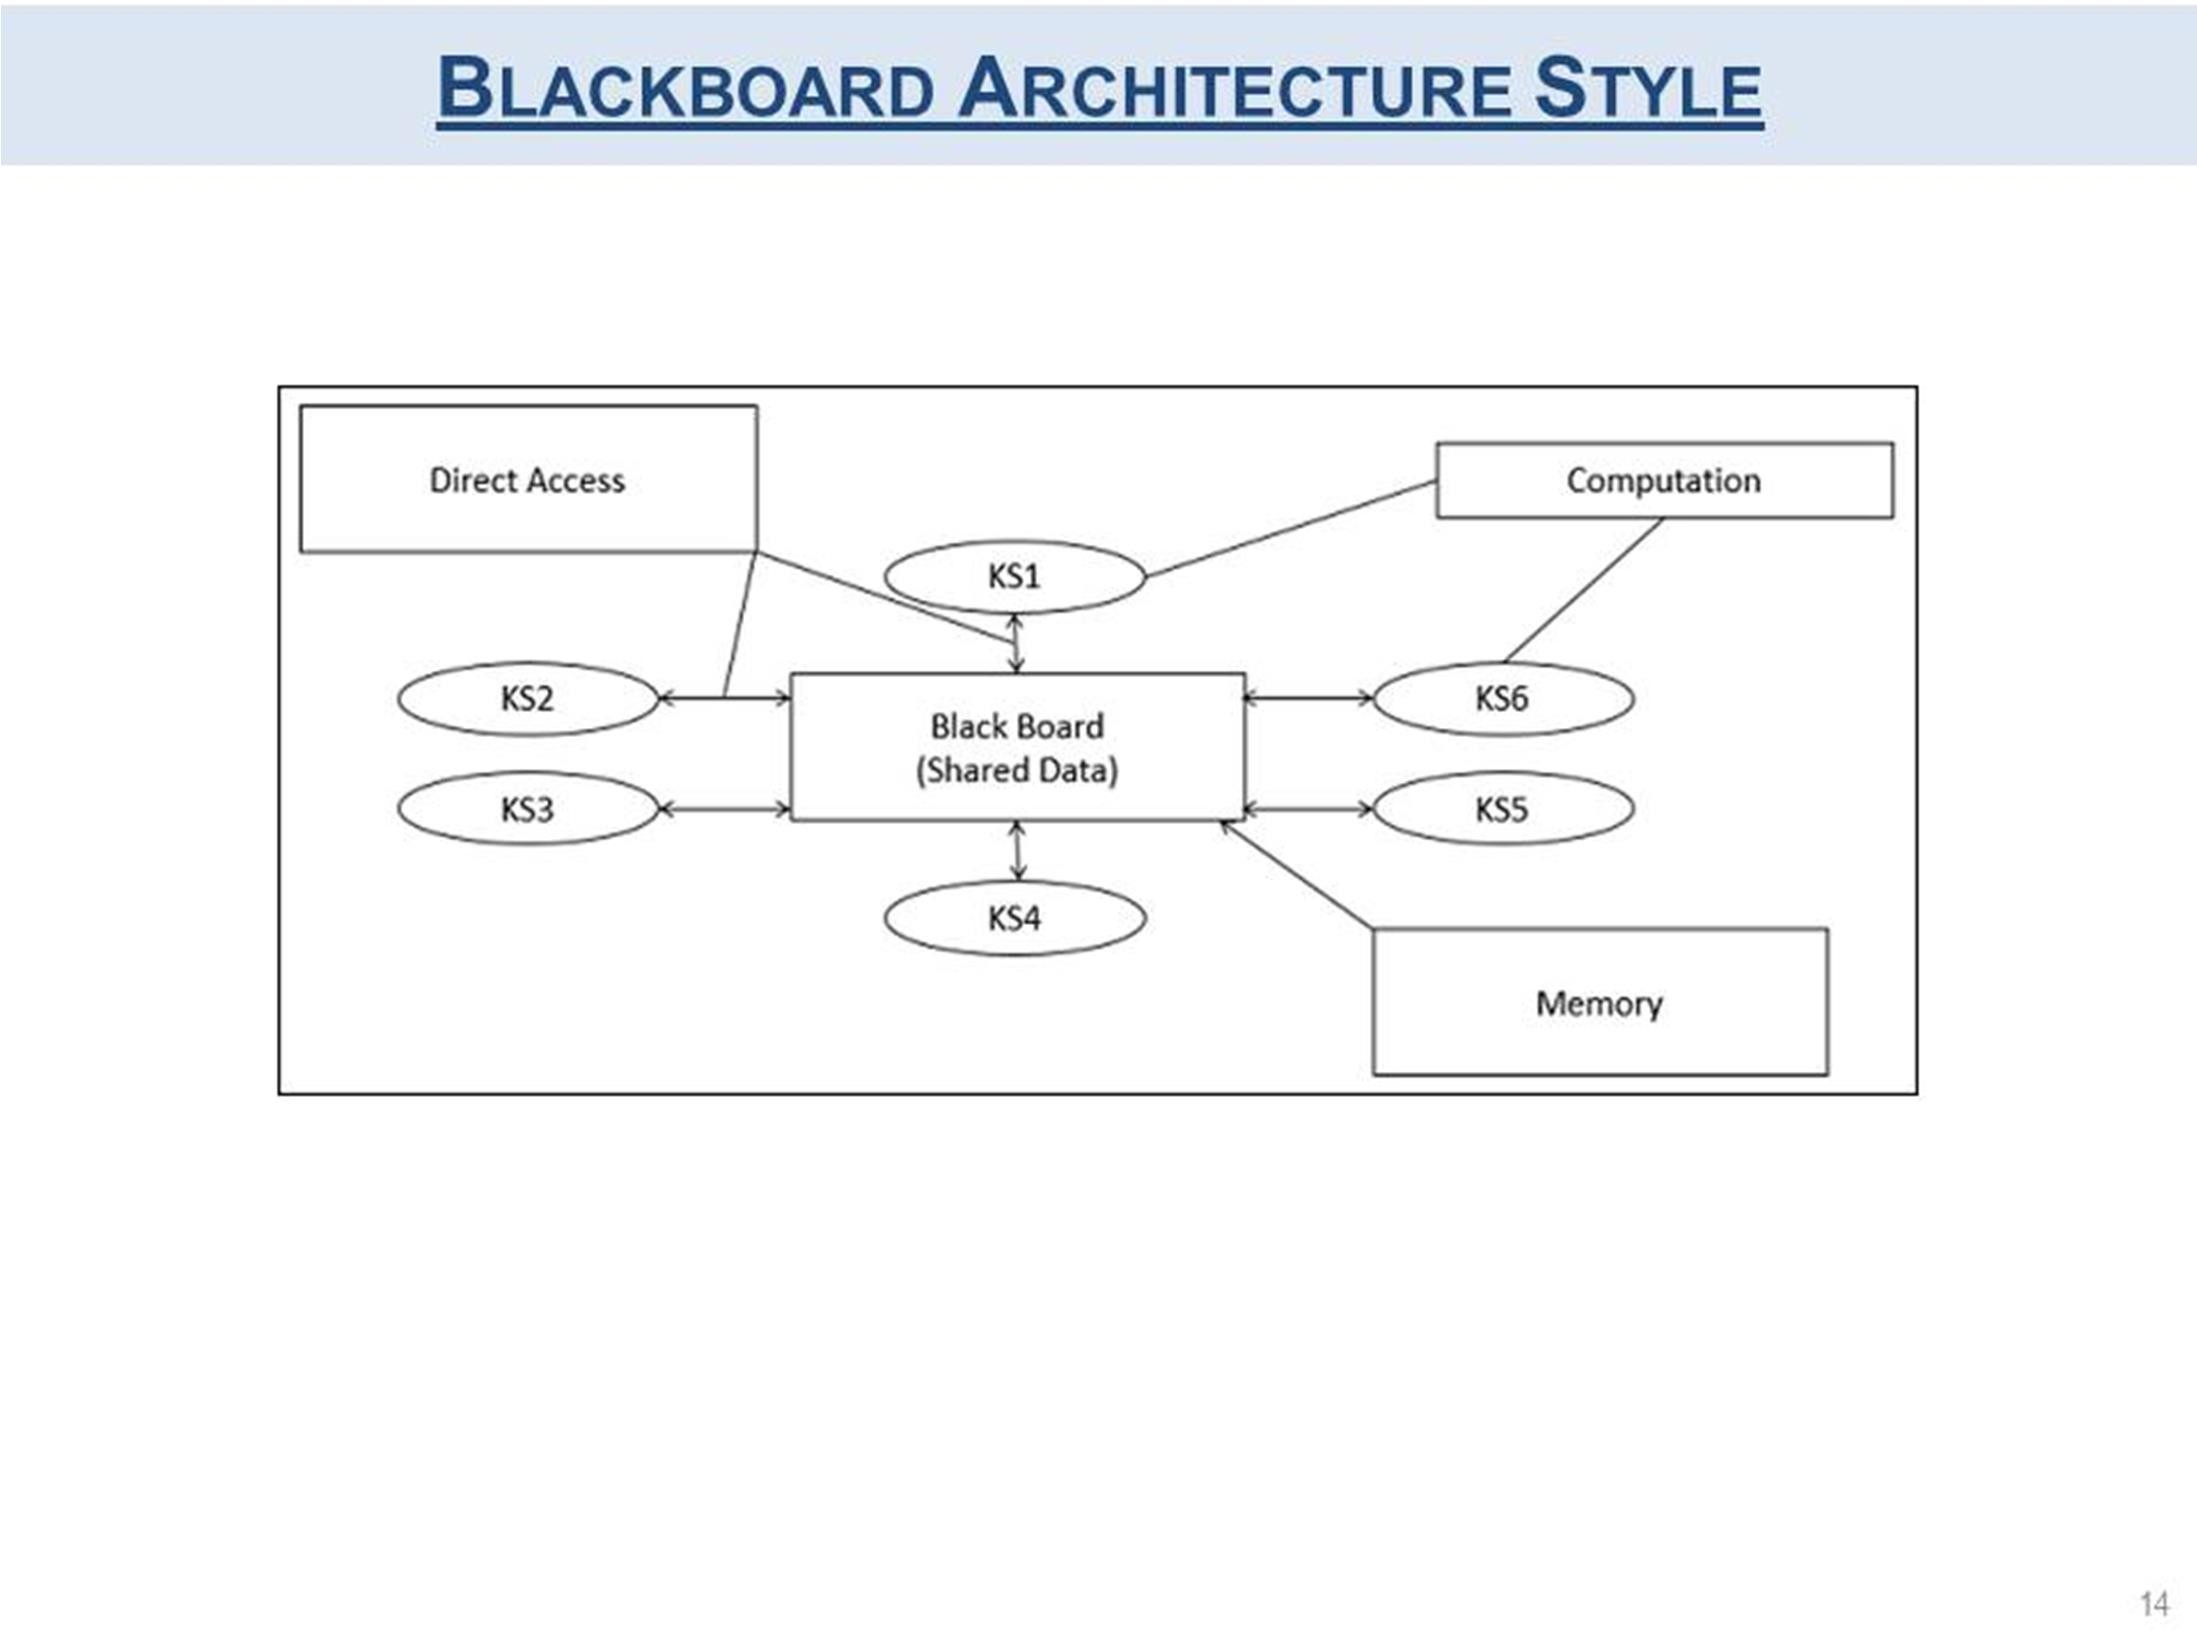 BLACKBOARD ARCHITECTURE STYLE
Direct Access
Computation
KS1
KS2
Black Board
(Shared Data)
KS6
KS3
KS5
KS4
Memory
14